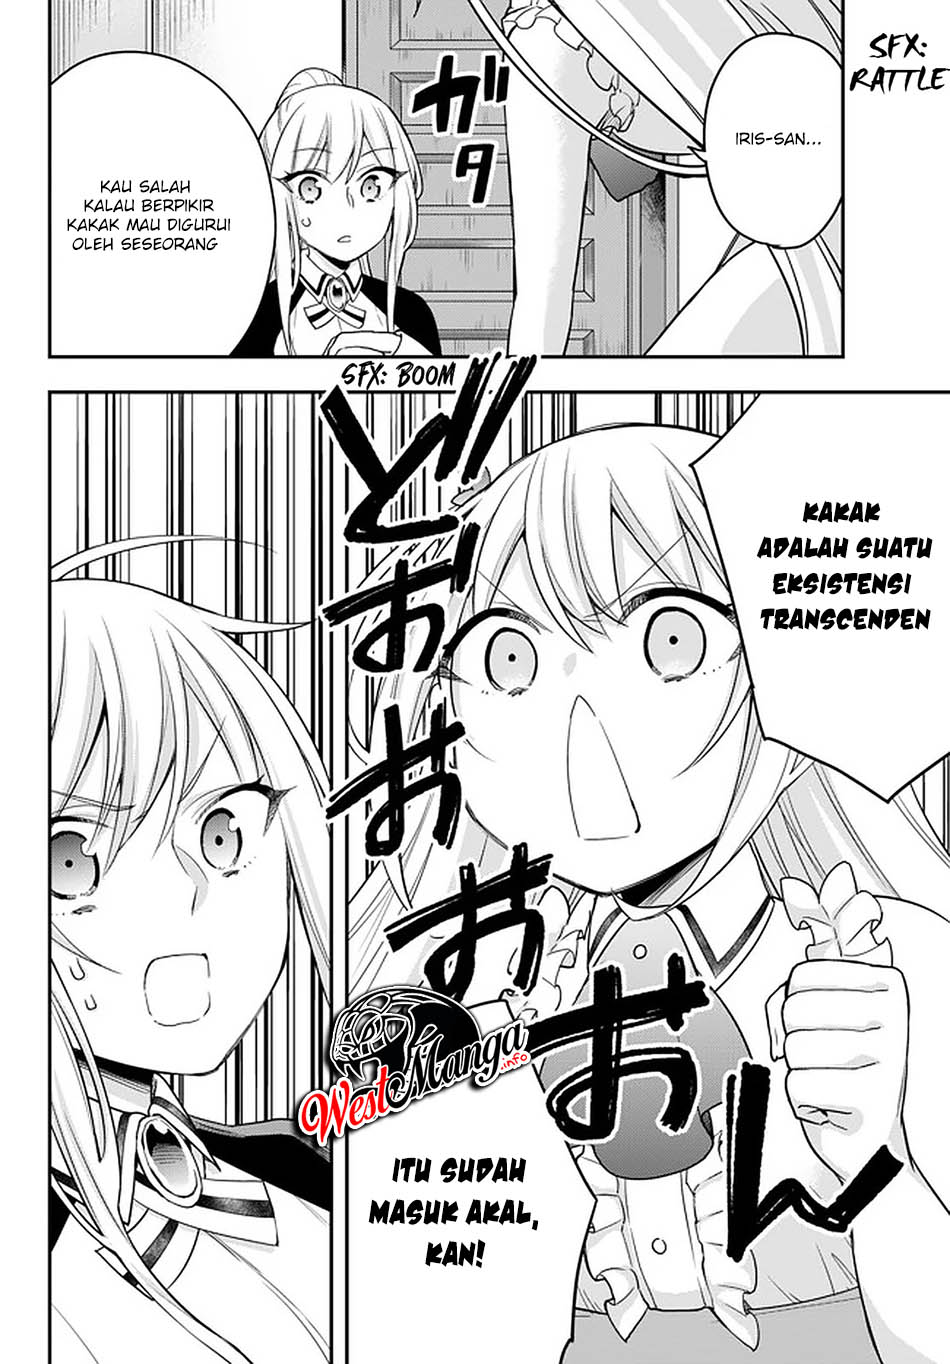 SFX:
RATTLE
IRIS-SAN...
ガタ
KAU SALAH
KALAU BERPIKIR
KAKAK MAU DIGURUI
OLEH SESEORANG
SFX: BOOM
どおおおおおん
KAKAK
ADALAH SUATU
EKSISTENSI
TRANSCENDEN
WestManga
.info
ITU SUDAH
MASUK AKAL,
KAN!